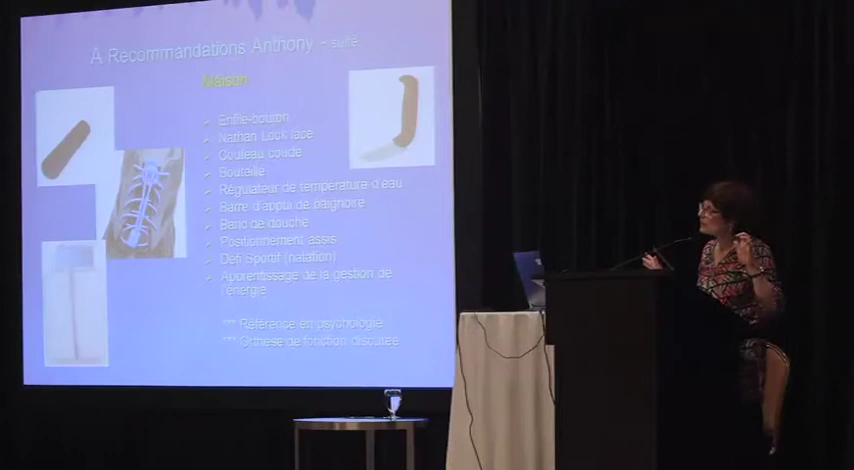 À Recommandations Anthony - suite
Maison
Enfile-bouton
Nathan Lock lace
Couteau coudé
Bouteille
Régulateur de température d'eau
Barre d'appui de baignoire
Banc de douche
Positionnement assis
Défi Sportif (natation)
Apprentissage de la gestion de
l'énergie
*** Référence en psychologie
*** Orthèse de fonction discutée